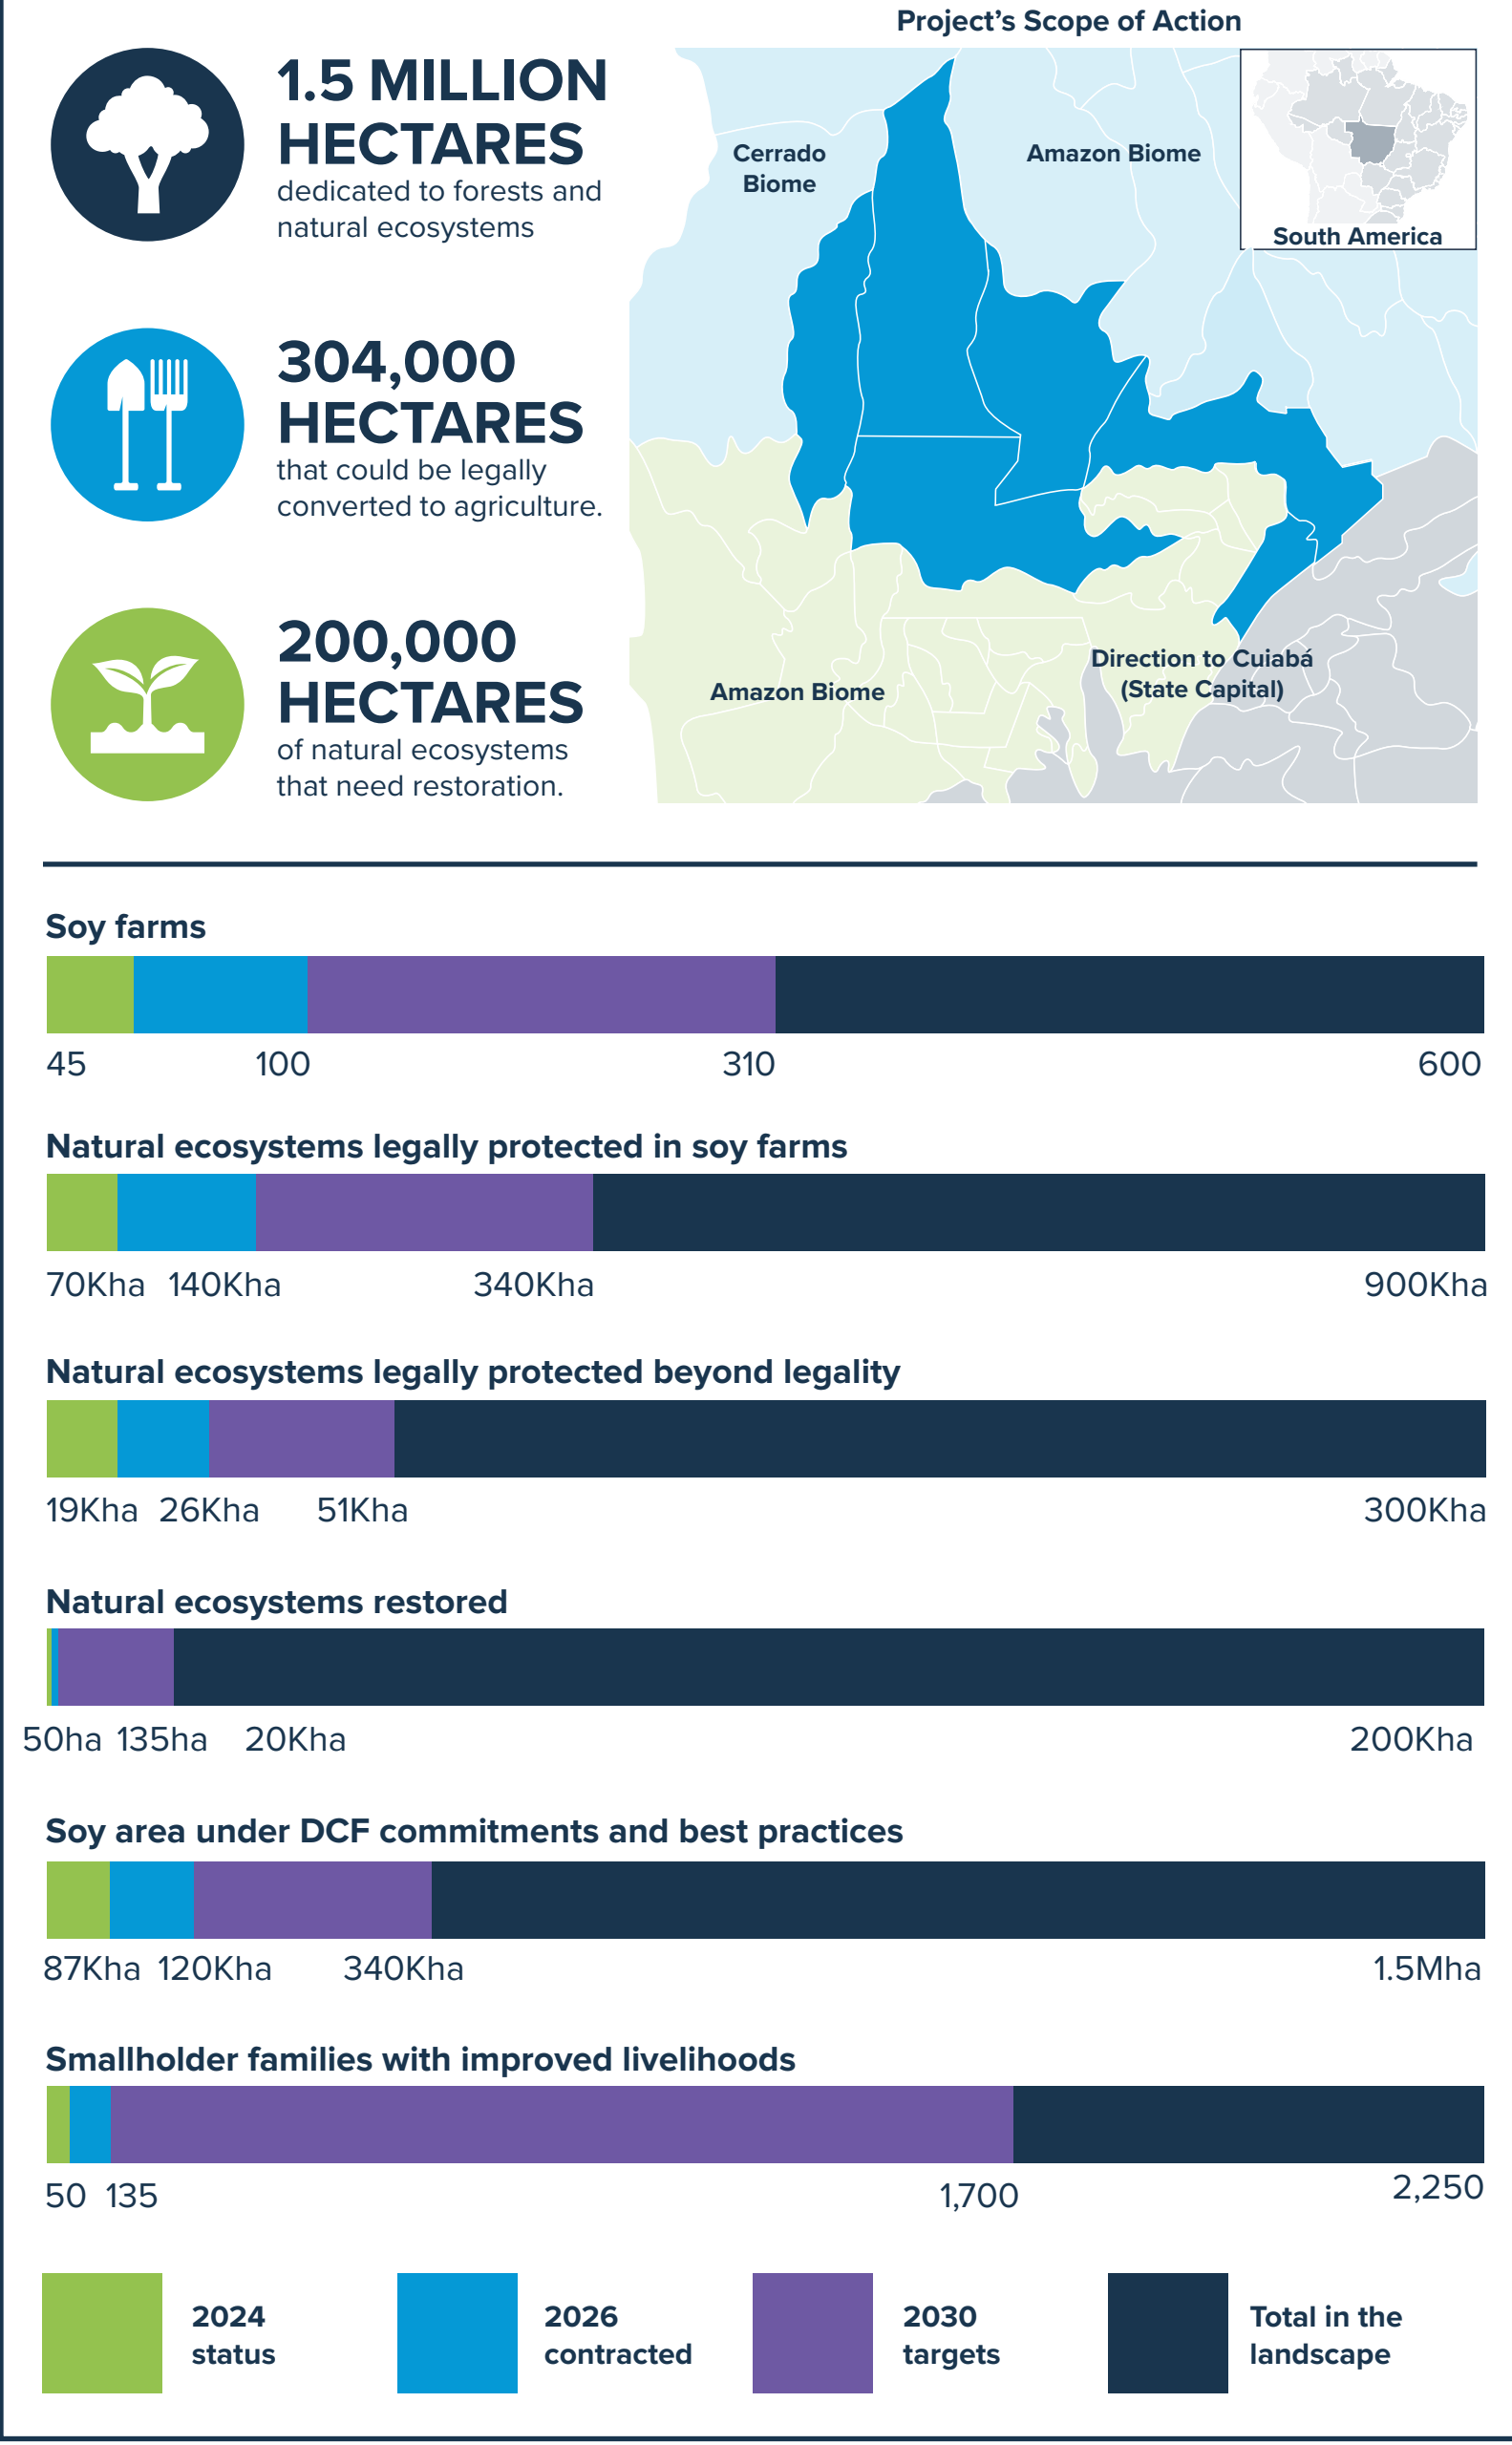 1.5 MILLION
HECTARES
dedicated to forests and
natural ecosystems
304,000
HECTARES
that could be legally
converted to agriculture.
200,000
HECTARES
of natural ecosystems
that need restoration.
Project’s Scope of Action
Cerrado
Biome
Amazon Biome
South America
Amazon Biome
Direction to Cuiabá
(State Capital)
Soy farms
45 100 310 600
Natural ecosystems legally protected in soy farms
70Kha 140Kha 340Kha 900Kha
Natural ecosystems legally protected beyond legality
19Kha 26Kha 51Kha 300Kha
Natural ecosystems restored
50ha 135ha 20Kha 200Kha
Soy area under DCF commitments and best practices
87Kha 120Kha 340Kha 1.5Mha
Smallholder families with improved livelihoods
50 135 1,700 2,250
2024
status
2026
contracted
2030
targets
Total in the
landscape